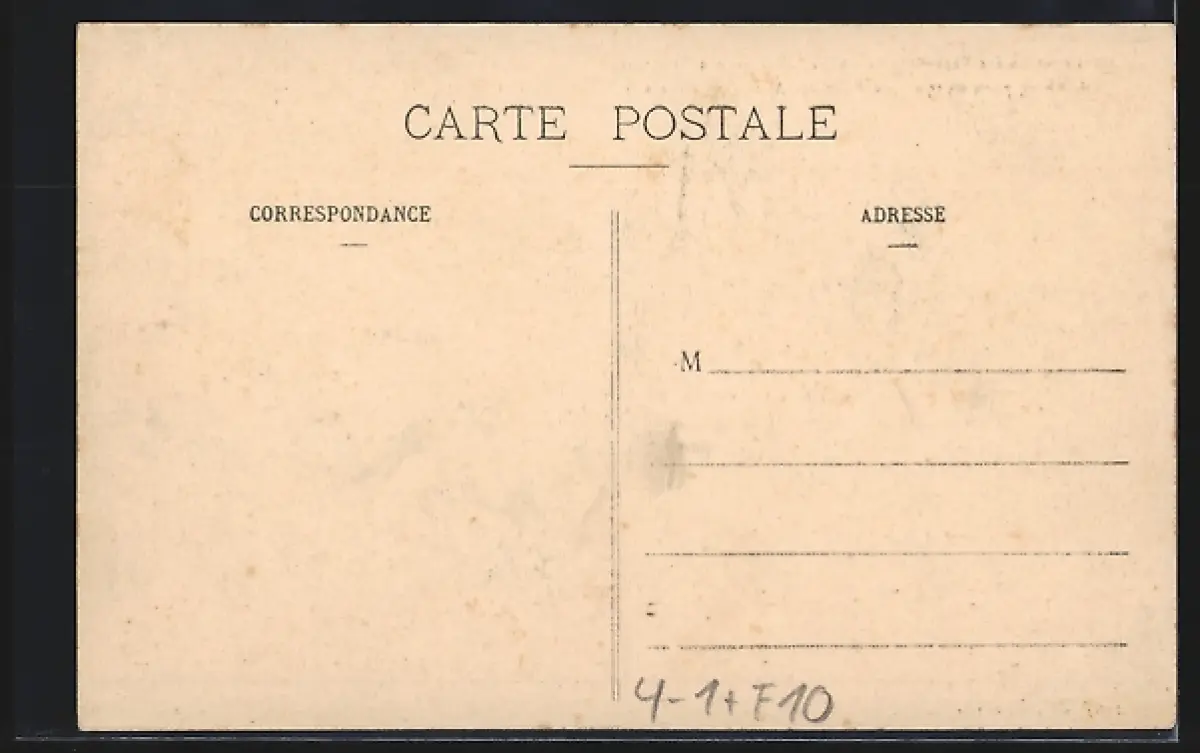 CARTE POSTALE
CORRESPONDANCE
ADRESSE
M
4-1+F10